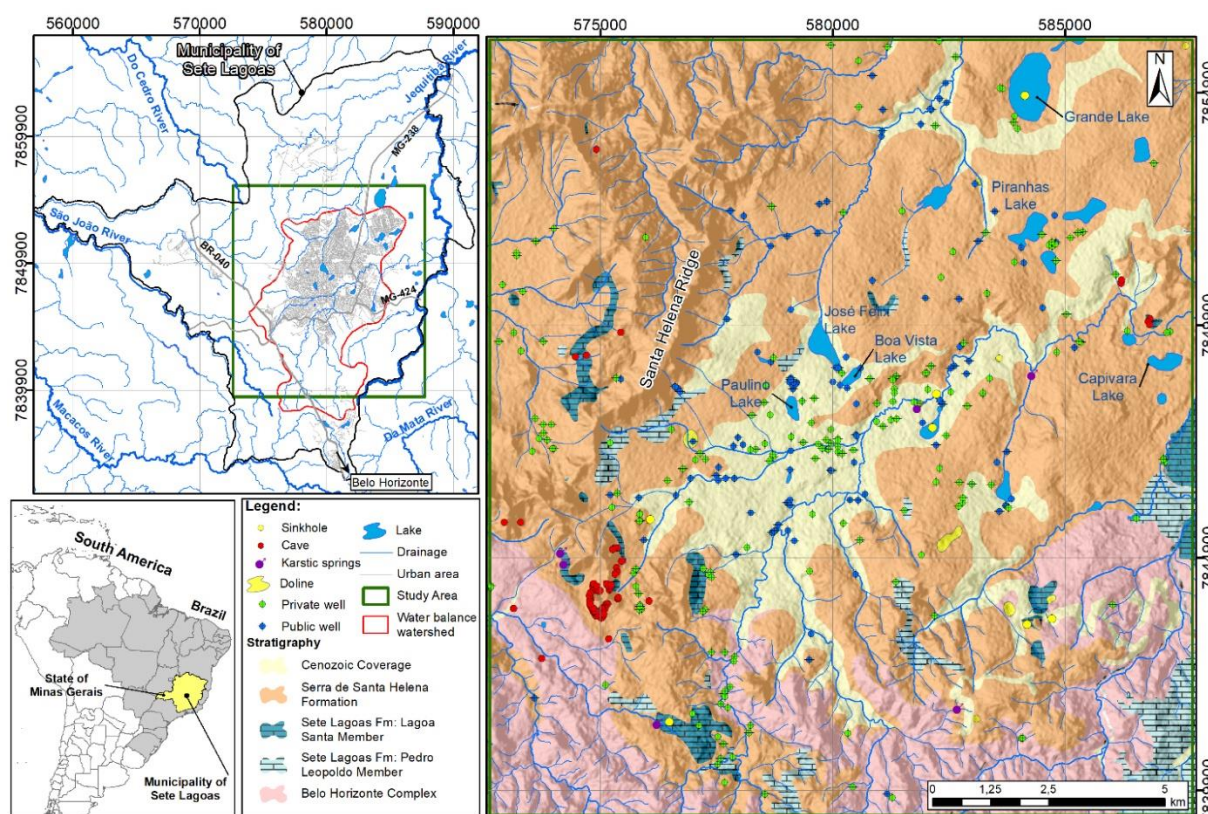 560000
570000
580000
590000
7859900
7849900
7839900
Municipality of
Sete Lagoas
Do Cedro River
Jequitibá River
MG-238
São João River
BR-040
MG-424
Macacos River
Da Mata River
Belo Horizonte
South America
Brazil
State of
Minas Gerais
Municipality of
Sete Lagoas
Legend:
Sinkhole
Cave
Karstic springs
Doline
Private well
Public well
Lake
Drainage
Urban area
Study Area
Water balance
watershed
Stratigraphy
Cenozoic Coverage
Serra de Santa Helena
Formation
Sete Lagoas Fm: Lagoa
Santa Member
Sete Lagoas Fm: Pedro
Leopoldo Member
Belo Horizonte Complex
575000
580000
585000
N
Grande Lake
Piranhas
Lake
Santa Helena Ridge
José Félix
Lake
Boa Vista
Lake
Paulino
Lake
Capivara
Lake
0
1,25
2,5
5
km